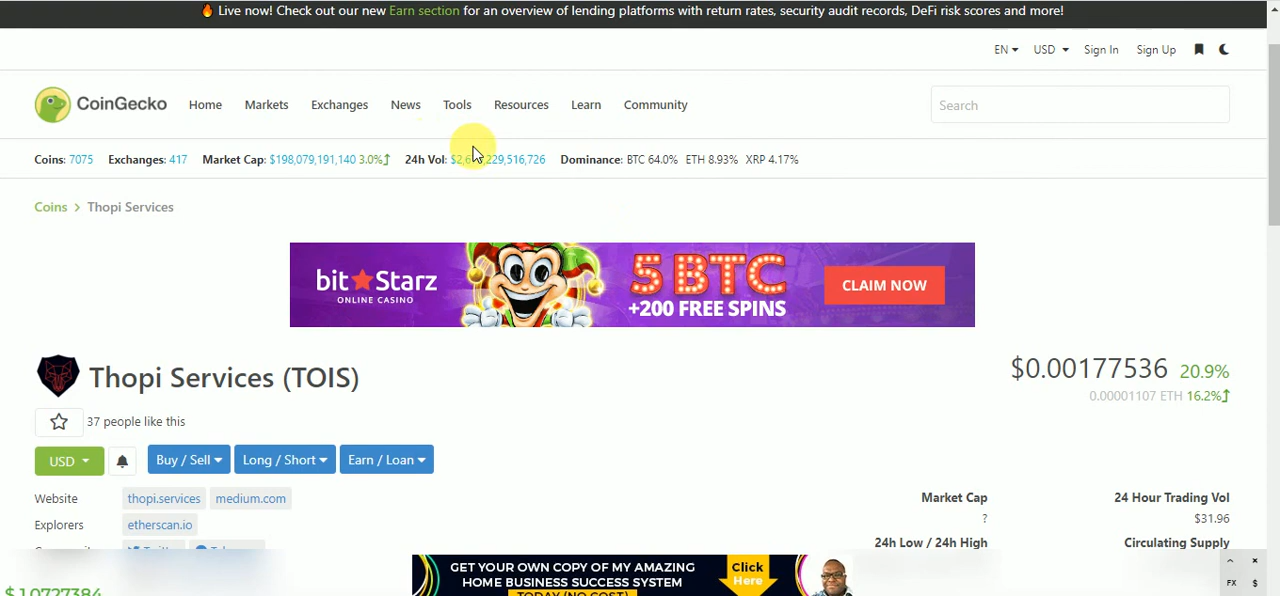 🔥 Live now! Check out our new Earn section for an overview of lending platforms with return rates, security audit records, DeFi risk scores and more!
EN USD Sign In Sign Up
CoinGecko Home Markets Exchanges News Tools Resources Learn Community Search
Coins: 7075 Exchanges: 417 Market Cap: $198,079,191,140 3.0% 24h Vol: Dominance: BTC 64.0% ETH 8.93% XRP 4.17%
Coins > Thopi Services
bitStarz
ONLINE CASINO
5 BTC
+200 FREE SPINS
CLAIM NOW
Thopi Services (TOIS)
$0.00177536 20.9%
0.00001107 ETH 16.2%
37 people like this
USD Buy / Sell Long / Short Earn / Loan
Website thopi.services medium.com
Market Cap 24 Hour Trading Vol
? $31.96
Explorers etherscan.io
24h Low / 24h High Circulating Supply
GET YOUR OWN COPY OF MY AMAZING
HOME BUSINESS SUCCESS SYSTEM
TODAY (NO COST)
Click
Here
FX $